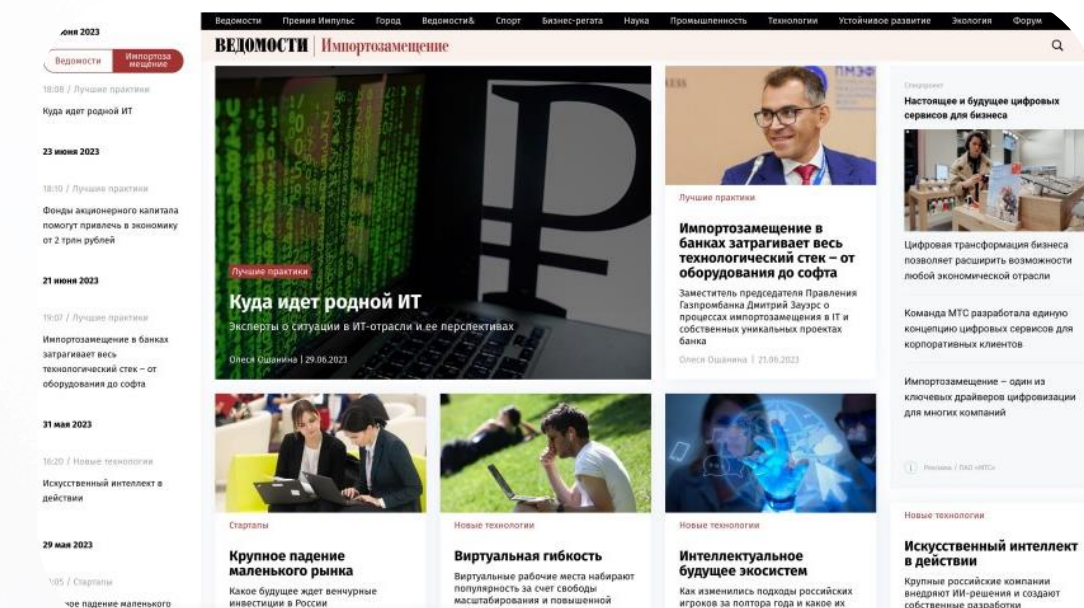 Ведомости Премия Импульс Город Ведомости& Спорт Бизнес-регата Наука Промышленность Технологии Устойчивое развитие Экология Форум
ВЕДОМОСТИ Импортозамещение
2023
Ведомости
Импортоза
мещение
18:08 / Лучшие практики
Куда идет родной ИТ
23 июня 2023
18:10 / Лучшие практики
Фонды акционерного капитала
помогут привлечь в экономику
от 2 трлн рублей
21 июня 2023
19:07 / Лучшие практики
Импортозамещение в банках
затрагивает весь
технологический стек – от
оборудования до софта
31 мая 2023
16:20 / Новые технологии
Искусственный интеллект в
действии
29 мая 2023
/ Стартапы
падение маленького
Лучшие практики
Куда идет родной ИТ
Эксперты о ситуации в ИТ-отрасли и ее перспективах
Олеся Ошанина | 29.06.2023
ПМЭФ
Лучшие практики
Импортозамещение в
банках затрагивает весь
технологический стек – от
оборудования до софта
Заместитель председателя Правления
Газпромбанка Дмитрий Зауэрс о
процессах импортозамещения в IT и
собственных уникальных проектах
банка
Олеся Ошанина | 21.06.2023
Спецпроект
Настоящее и будущее цифровых
сервисов для бизнеса
Цифровая трансформация бизнеса
позволяет расширить возможности
любой экономической отрасли
Команда МТС разработала единую
концепцию цифровых сервисов для
корпоративных клиентов
Импортозамещение – один из
ключевых драйверов цифровизации
для многих компаний
Реклама / ПАО «МТС»
Стартапы
Крупное падение
маленького рынка
Какое будущее ждет венчурные
инвестиции в России
Новые технологии
Виртуальная гибкость
Виртуальные рабочие места набирают
популярность за счет свободы
масштабирования и повышенной
Новые технологии
Интеллектуальное
будущее экосистем
Как изменились подходы российских
игроков за полтора года и какое их
Новые технологии
Искусственный интеллект
в действии
Крупные российские компании
внедряют ИИ-решения и создают
собственные разработки